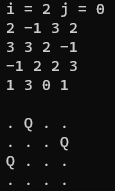 i = 2 j = 0
2 -1 3 2
3 3 2 -1
-1 2 2 3
1 3 0 1

. Q . .
. . . Q
Q . . .
. . . .